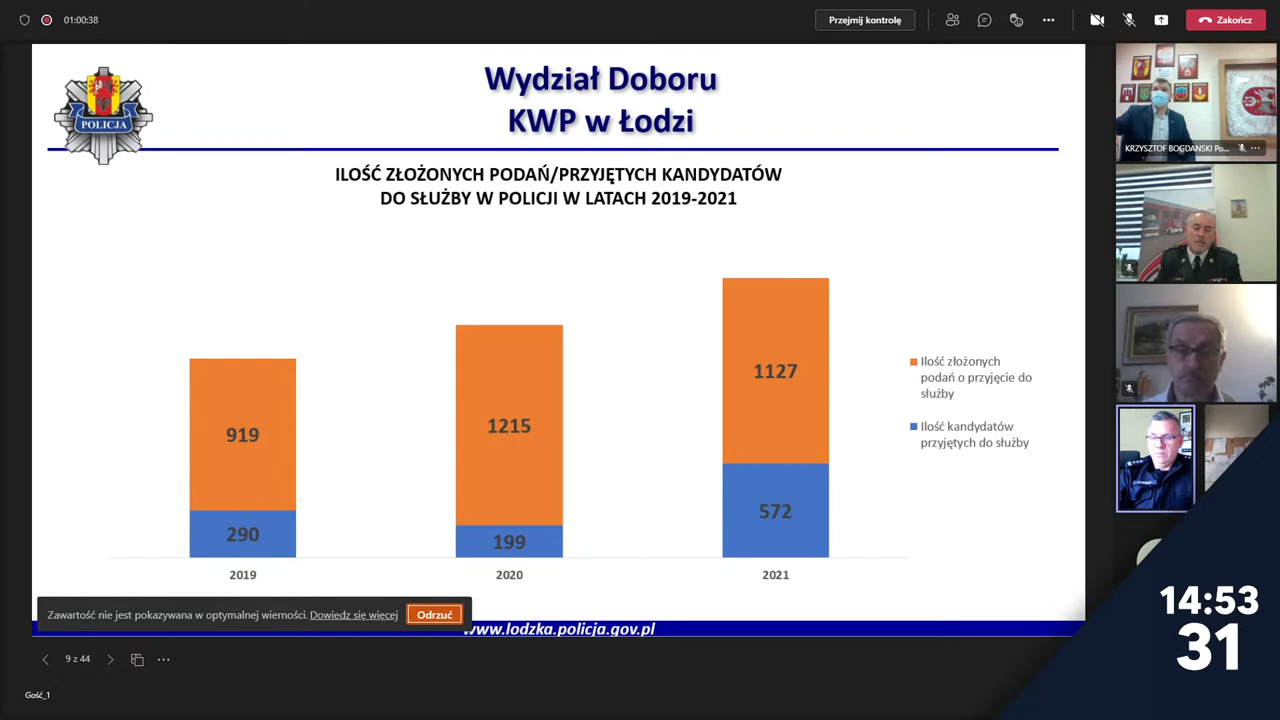 01:00:38
Przejmij kontrolę
Zakończ
POLICJA
Wydział Doboru
KWP w Łodzi
ILOŚĆ ZŁOŻONYCH PODAŃ/PRZYJĘTYCH KANDYDATÓW
DO SŁUŻBY W POLICJI W LATACH 2019-2021
919
290
1215
199
1127
572
2019
2020
2021
Ilość złożonych
podań o przyjęcie do
służby
Ilość kandydatów
przyjętych do służby
KRZYSZTOF BOGDAŃSKI Po...
Zawartość nie jest pokazywana w optymalnej wierności. Dowiedz się więcej
Odrzuć
www.lodzka.policja.gov.pl
9 z 44
Gość_1
14:53
31